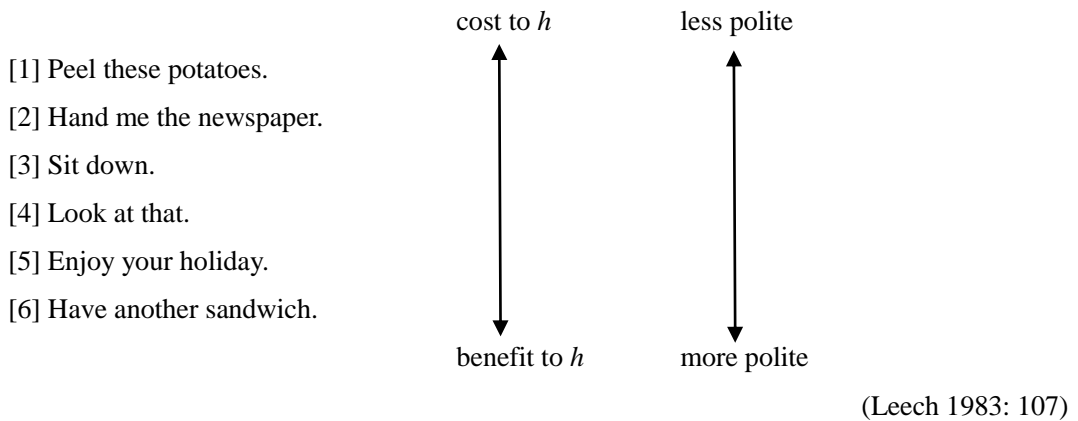 cost to h less polite
[1] Peel these potatoes.
[2] Hand me the newspaper.
[3] Sit down.
[4] Look at that.
[5] Enjoy your holiday.
[6] Have another sandwich.
benefit to h more polite
(Leech 1983: 107)